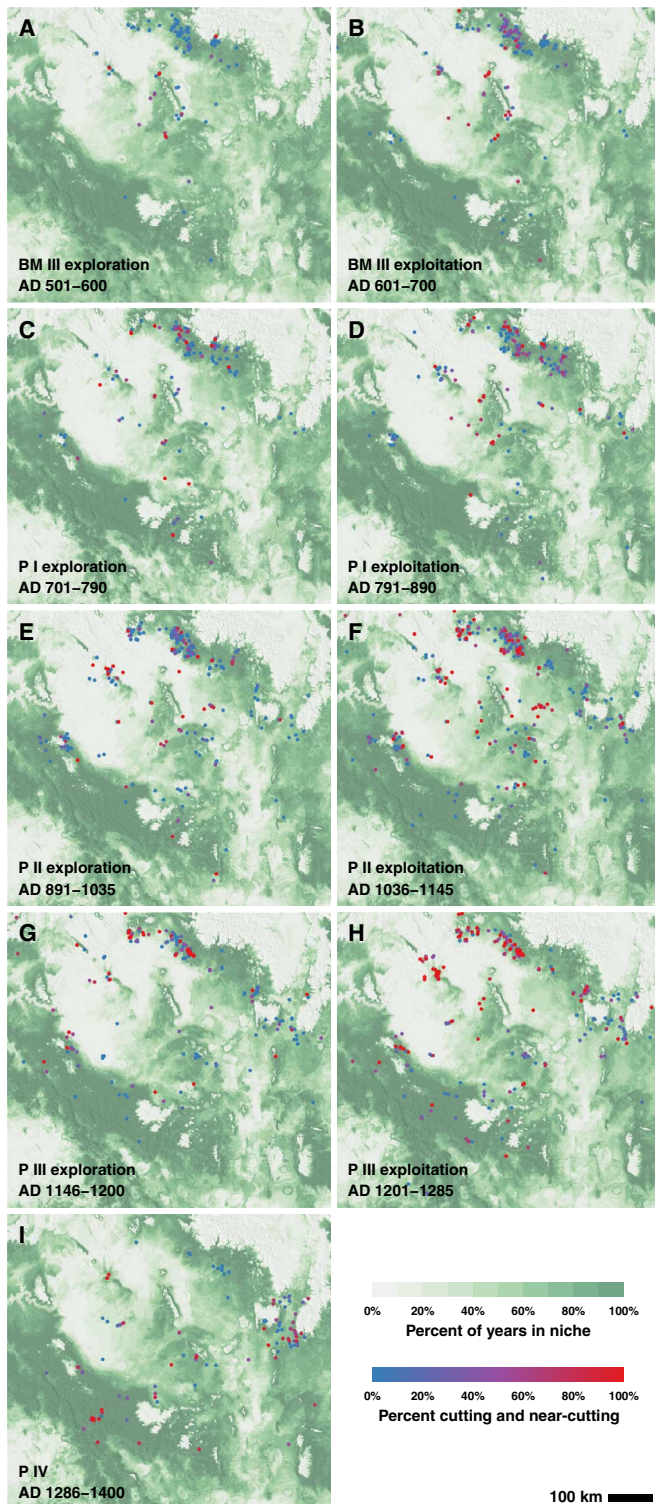 A
BM III exploration
AD 501–600
B
BM III exploitation
AD 601–700
C
P I exploration
AD 701–790
D
P I exploitation
AD 791–890
E
P II exploration
AD 891–1035
F
P II exploitation
AD 1036–1145
G
P III exploration
AD 1146–1200
H
P III exploitation
AD 1201–1285
I
P IV
AD 1286–1400
0% 20% 40% 60% 80% 100%
Percent of years in niche
0% 20% 40% 60% 80% 100%
Percent cutting and near-cutting
100 km